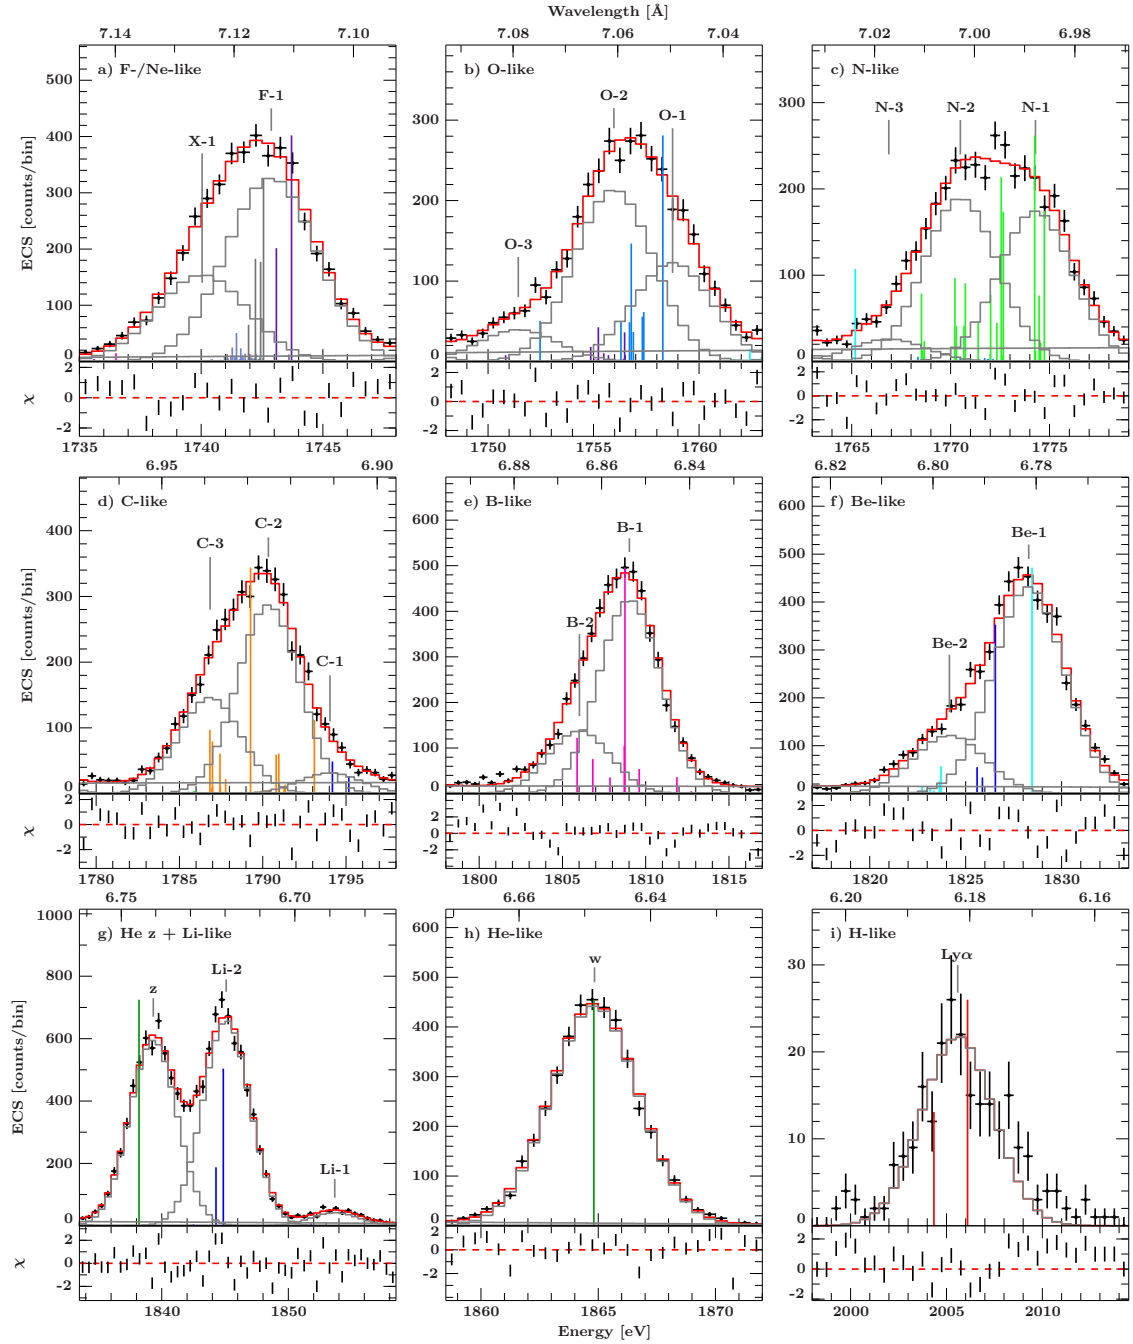 Wavelength [Å]
7.14 7.12 7.10 7.08 7.06 7.04 7.02 7.00 6.98
a) F-/Ne-like b) O-like c) N-like
F-1 X-1
O-2 O-1 O-3
N-3 N-2 N-1
ECS [counts/bin]
500 400 300 200 100 0
300 200 100 0
300 200 100 0
χ
2 0 -2
2 0 -2
2 0 -2
1735 1740 1745 1750 1755 1760 1765 1770 1775
6.95 6.90 6.88 6.86 6.84 6.82 6.80 6.78
d) C-like e) B-like f) Be-like
C-3 C-2 C-1
B-1 B-2
Be-1 Be-2
ECS [counts/bin]
400 300 200 100 0
600 500 400 300 200 100 0
600 500 400 300 200 100 0
χ
2 0 -2
2 0 -2
2 0 -2
1780 1785 1790 1795 1800 1805 1810 1815 1820 1825 1830
6.75 6.70 6.66 6.64 6.20 6.18 6.16
g) He z + Li-like h) He-like i) H-like
z Li-2 Li-1
w
Lyα
ECS [counts/bin]
1000 800 600 400 200 0
600 500 400 300 200 100 0
30 20 10 0
χ
2 0 -2
2 0 -2
2 0 -2
1840 1850 1860 1865 1870 2000 2005 2010
Energy [eV]